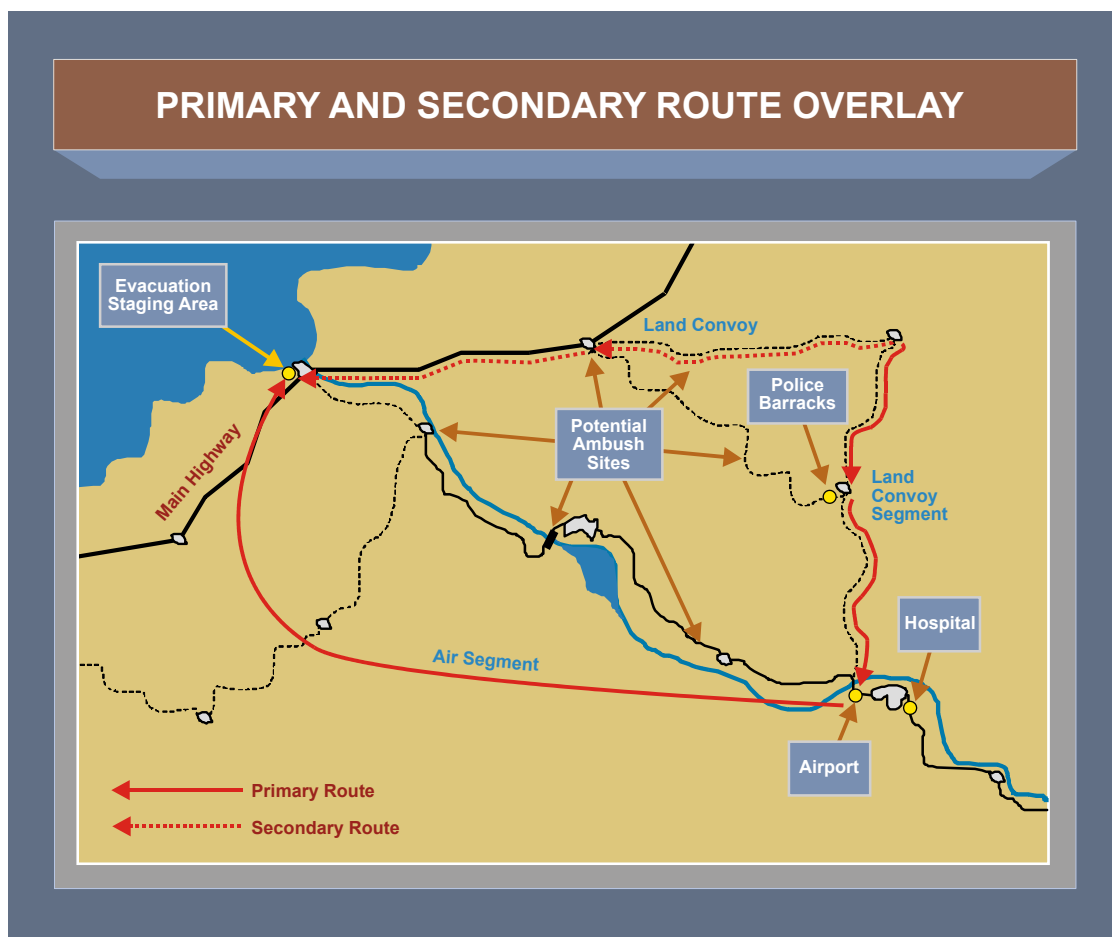 PRIMARY AND SECONDARY ROUTE OVERLAY
Evacuation
Staging Area
Land Convoy
Police
Barracks
Potential
Ambush
Sites
Main Highway
Land
Convoy
Segment
Hospital
Air Segment
Airport
Primary Route
Secondary Route